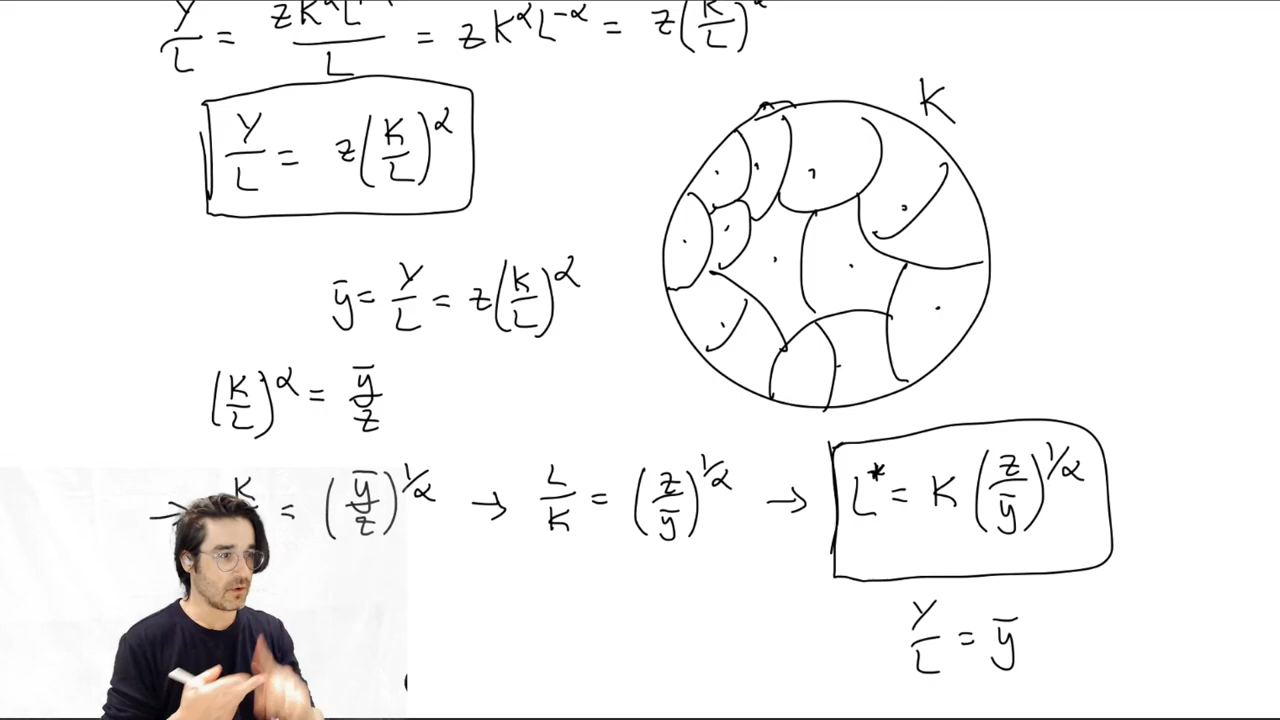 Y/L = zK^αL^1-α/L = zK^αL^-α = z(K/L)^α
Y/L = z(K/L)^α
K
ȳ = Y/L = z(K/L)^α
(K/L)^α = ȳ/z
→ K = (ȳ/z)^1/α → L/K = (z/ȳ)^1/α → L* = K(z/ȳ)^1/α
Y/L = ȳ